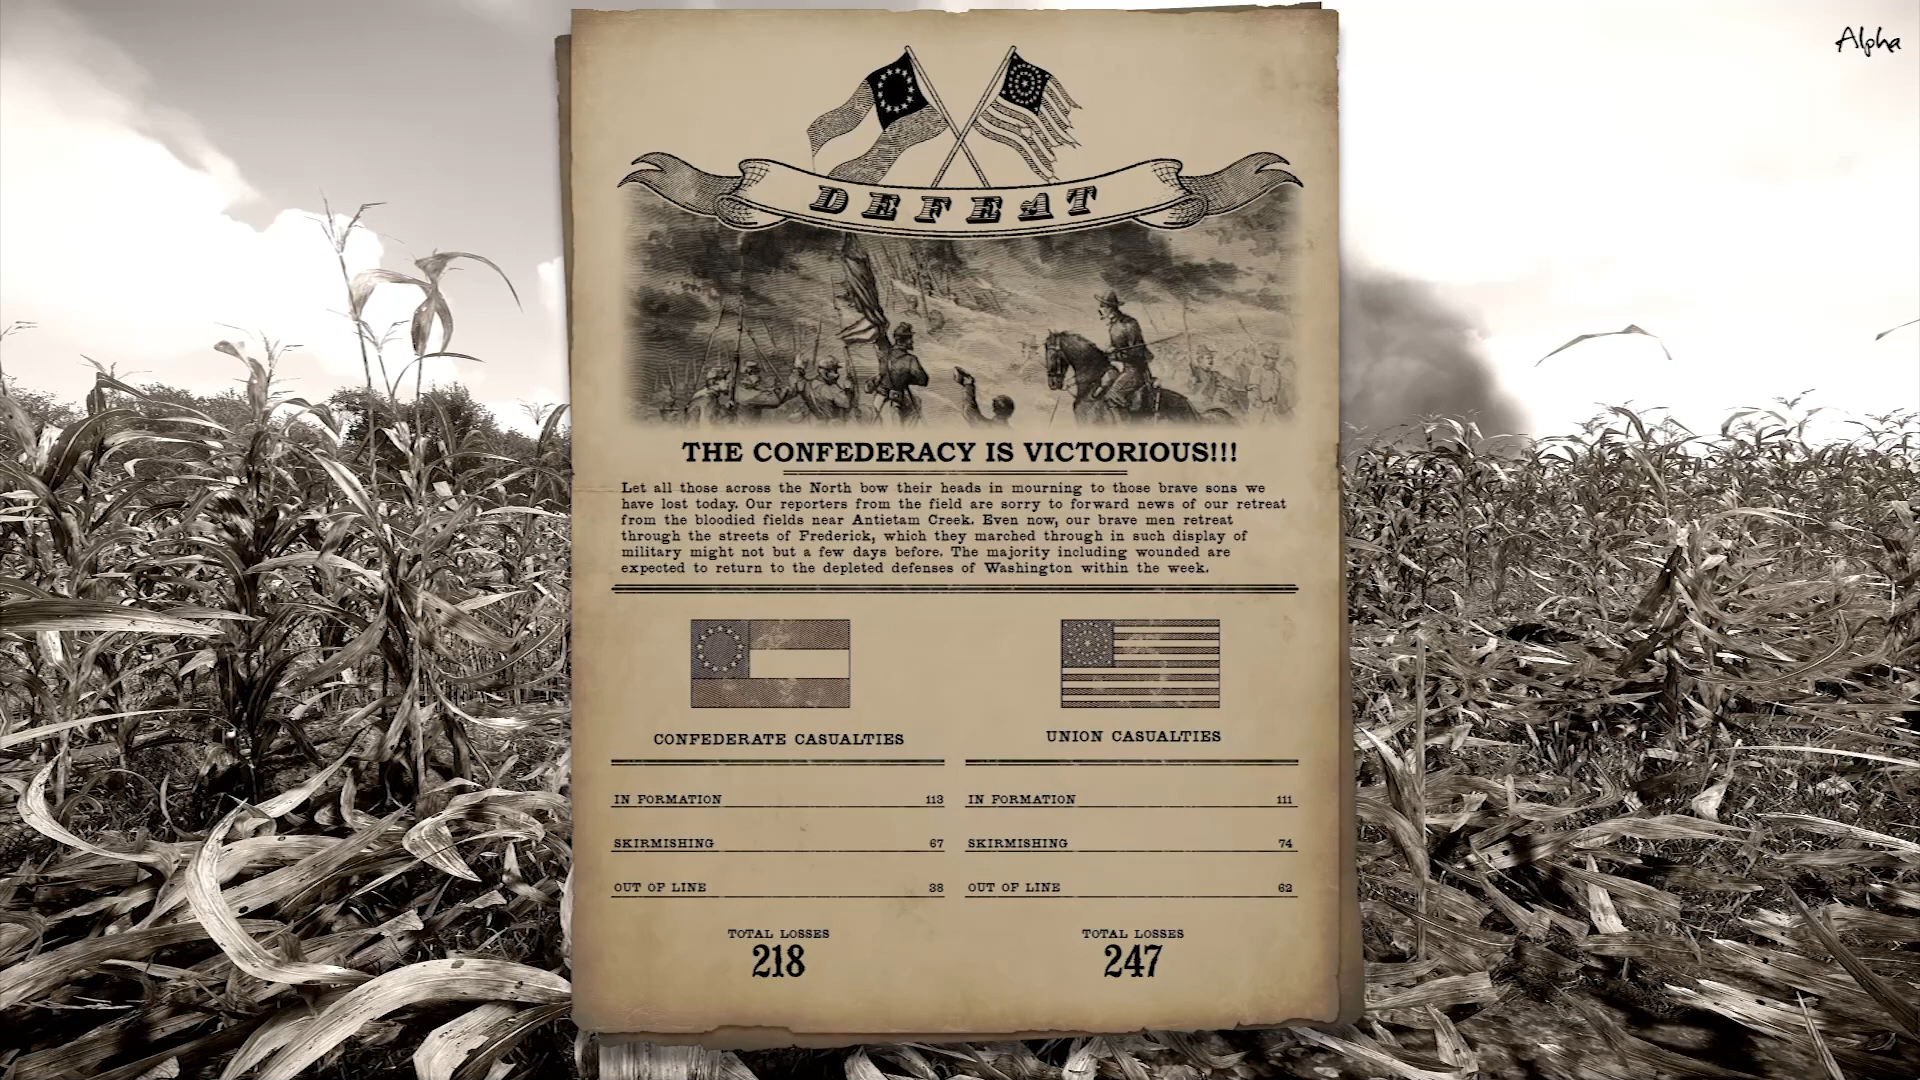 Alpha
DEFEAT
THE CONFEDERACY IS VICTORIOUS!!!
Let all those across the North bow their heads in mourning to those brave sons we
have lost today. Our reporters from the field are sorry to forward news of our retreat
from the bloodied fields near Antietam Creek. Even now, our brave men retreat
through the streets of Frederick, which they marched through in such display of
military might not but a few days before. The majority including wounded are
expected to return to the depleted defenses of Washington within the week.
CONFEDERATE CASUALTIES
IN FORMATION 113
SKIRMISHING 67
OUT OF LINE 38
TOTAL LOSSES
218
UNION CASUALTIES
IN FORMATION 111
SKIRMISHING 74
OUT OF LINE 62
TOTAL LOSSES
247